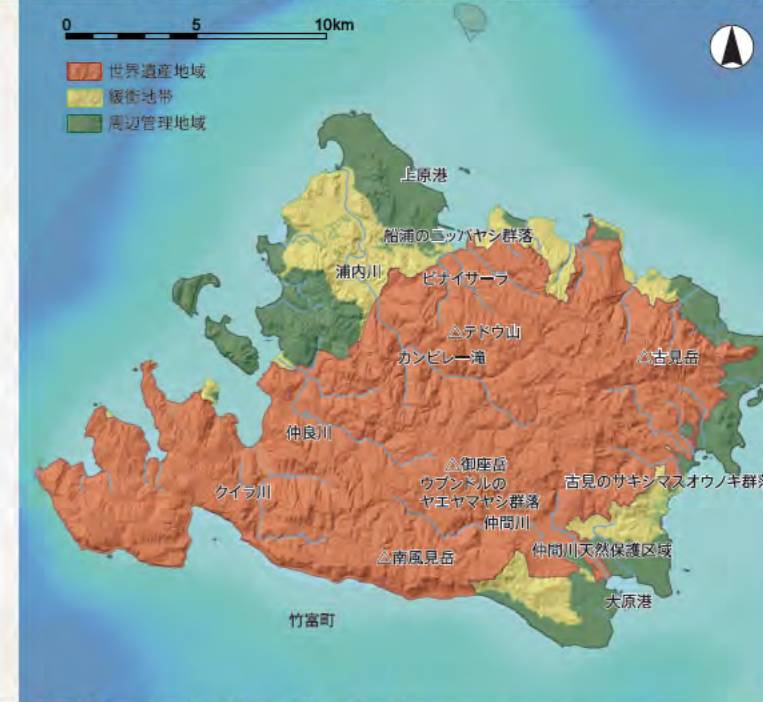 0 5 10km
世界遺産地域
緩衝地帯
周辺管理地域
上原港
船浦のニッパヤシ群落
浦内川
ピナイサーラ
△テドウ山
カンビレー滝
△古見岳
仲良川
△御座岳
クイラ川
ウブンドルの
ヤエヤマヤシ群落
古見のサキシマスオウノキ群落
仲間川
仲間川天然保護区域
△南風見岳
大原港
竹富町